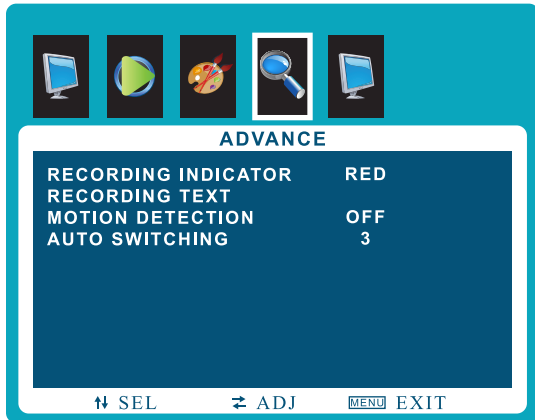 ADVANCE
RECORDING INDICATOR RED
RECORDING TEXT
MOTION DETECTION OFF
AUTO SWITCHING 3
SEL ADJ MENU EXIT